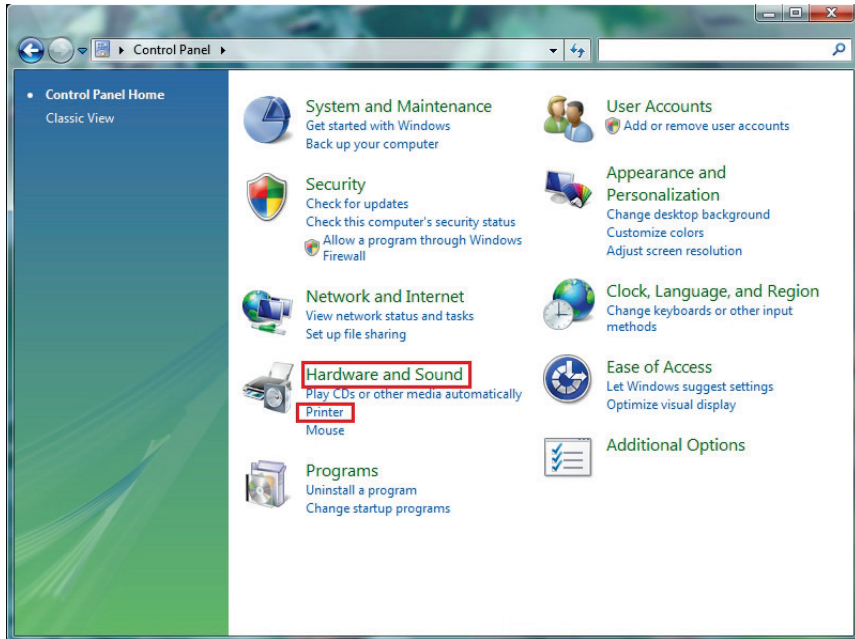 Control Panel
Control Panel Home
Classic View
System and Maintenance
Get started with Windows
Back up your computer
Security
Check for updates
Check this computer's security status
Allow a program through Windows
Firewall
Network and Internet
View network status and tasks
Set up file sharing
Hardware and Sound
Play CDs or other media automatically
Printer
Mouse
Programs
Uninstall a program
Change startup programs
User Accounts
Add or remove user accounts
Appearance and
Personalization
Change desktop background
Customize colors
Adjust screen resolution
Clock, Language, and Region
Change keyboards or other input
methods
Ease of Access
Let Windows suggest settings
Optimize visual display
Additional Options